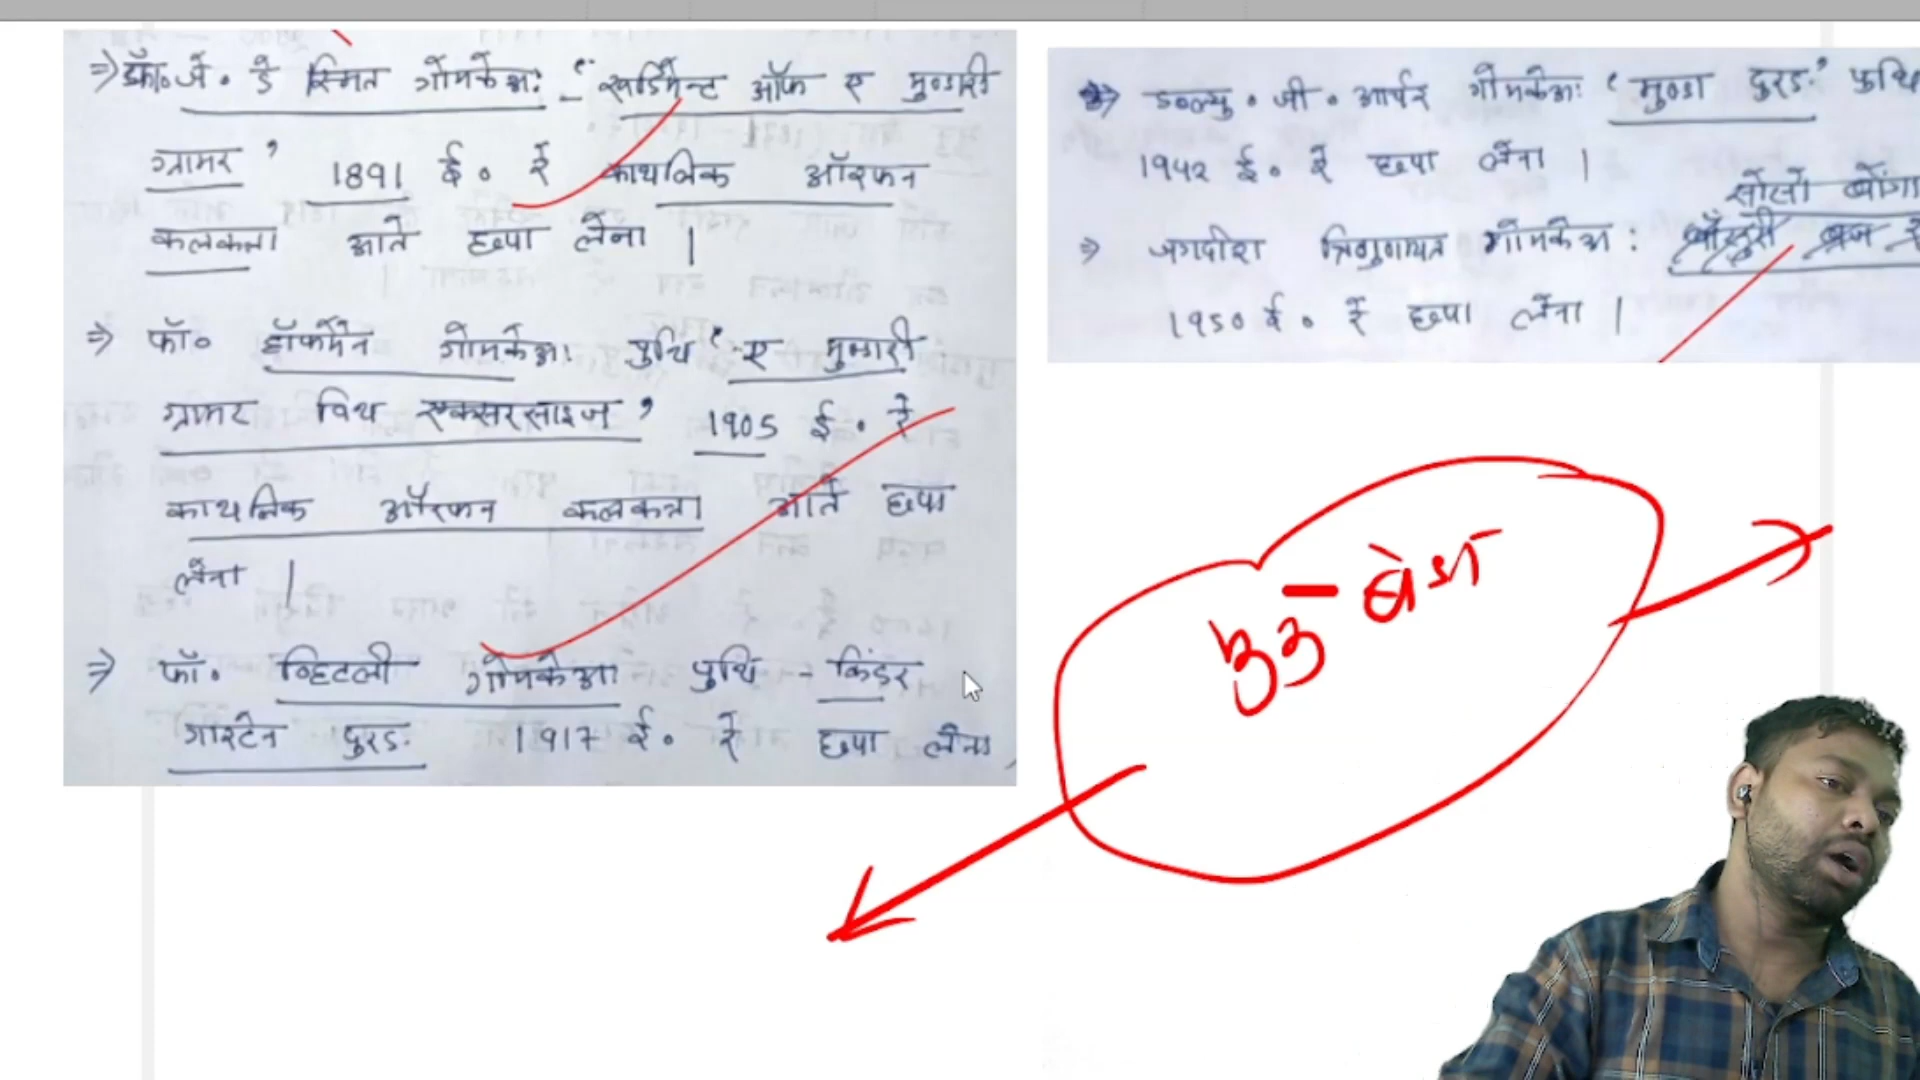 ⇒ डॉ॰ जे॰ डे स्मित गोमकेअः - ‘रूडिमेन्ट ऑफ ए मुण्डारी
ग्रामर’ 1891 ई॰ रे काथलिक ऑरफन
कलकत्ता आते छपा लेना |
⇒ फॉ॰ हॉफमेन गोमकेअः पुथि ‘ए मुण्डारी
ग्रामर विथ एक्सरसाइज’ 1905 ई॰ रे
काथलिक ऑरफन कलकत्ता आते छपा
लेना |
⇒ फॉ॰ व्हिटली गोमकेअः पुथि - किंडर
गारटेन दुरङ 1917 ई॰ रे छपा लेना
⇒ डब्ल्यु॰ जी॰ आर्चर गोमकेअः ‘मुण्डा दुरङ’ पुथि
1942 ई॰ रे छपा लेना |
सोसो बोंगा
⇒ जगदीश त्रिगुणायत गोमकेअः
1950 ई॰ रे छपा लेना |